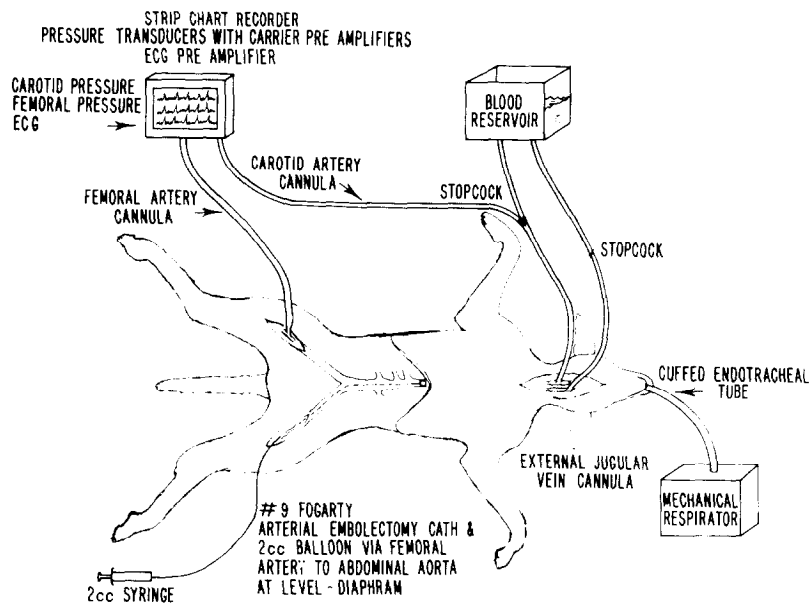 STRIP CHART RECORDER
PRESSURE TRANSDUCERS WITH CARRIER PRE AMPLIFIERS
ECG PRE AMPLIFIER
CAROTID PRESSURE
FEMORAL PRESSURE
ECG
BLOOD
RESERVOIR
CAROTID ARTERY
CANNULA
STOPCOCK
FEMORAL ARTERY
CANNULA
STOPCOCK
CUFFED ENDOTRACHEAL
TUBE
EXTERNAL JUGULAR
VEIN CANNULA
MECHANICAL
RESPIRATOR
#9 FOGARTY
ARTERIAL EMBOLECTOMY CATH &
2cc BALLOON VIA FEMORAL
ARTERY TO ABDOMINAL AORTA
AT LEVEL-DIAPHRAM
2cc SYRINGE